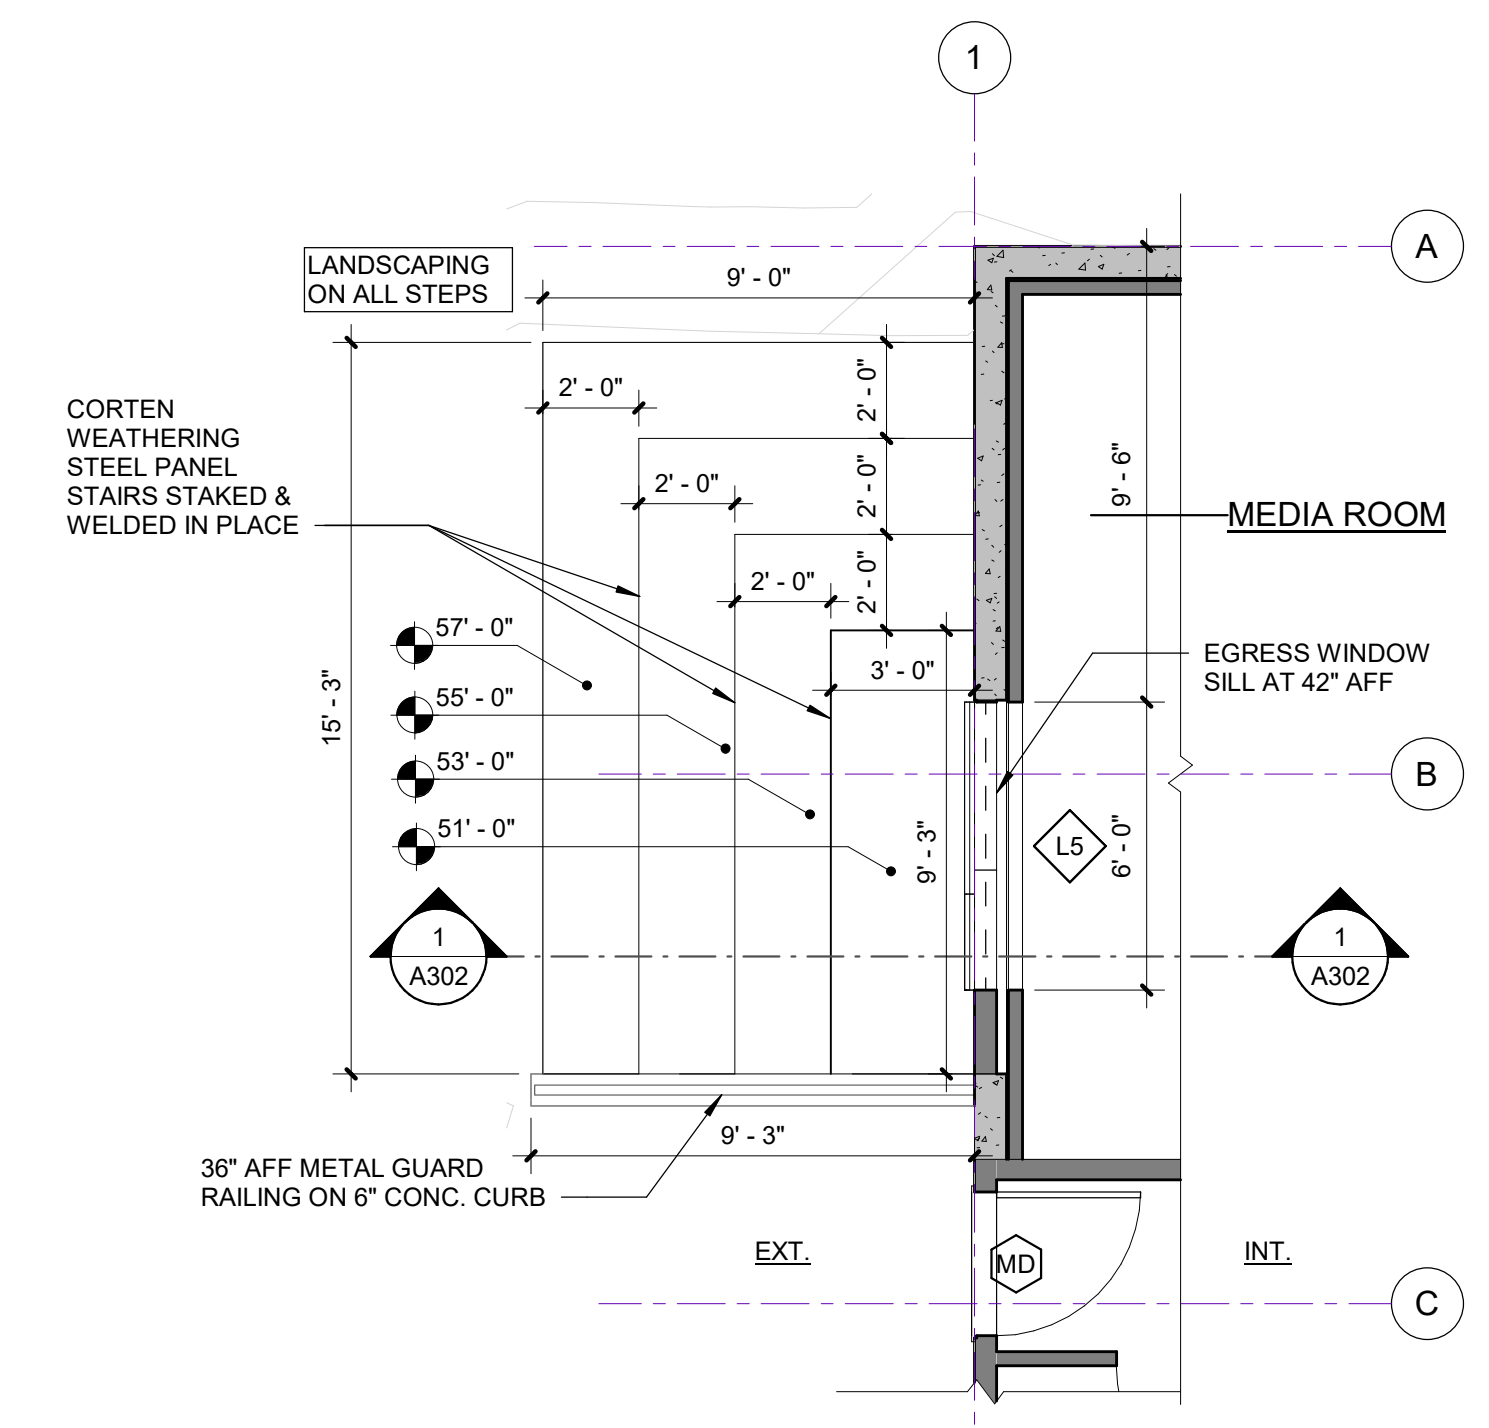 1
A
LANDSCAPING
ON ALL STEPS
9' - 0"
2' - 0"
2' - 0"
CORTEN
WEATHERING
STEEL PANEL
STAIRS STAKED &
WELDED IN PLACE
2' - 0"
2' - 0"
9' - 6"
MEDIA ROOM
2' - 0"
2' - 0"
57' - 0"
55' - 0"
53' - 0"
51' - 0"
15' - 3"
3' - 0"
EGRESS WINDOW
SILL AT 42" AFF
B
9' - 3"
L5
6' - 0"
1
A302
1
A302
9' - 3"
36" AFF METAL GUARD
RAILING ON 6" CONC. CURB
EXT.
MD
INT.
C